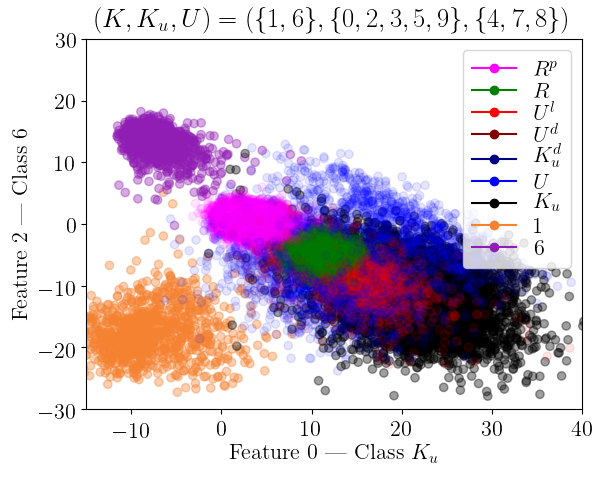 (K, K_u, U) = ({1, 6}, {0, 2, 3, 5, 9}, {4, 7, 8})
30
20
10
0
−10
−20
−30
Feature 2 — Class 6
R^p
R
U^l
U^d
K_u^d
U
K_u
1
6
−10
0
10
20
30
40
Feature 0 — Class K_u